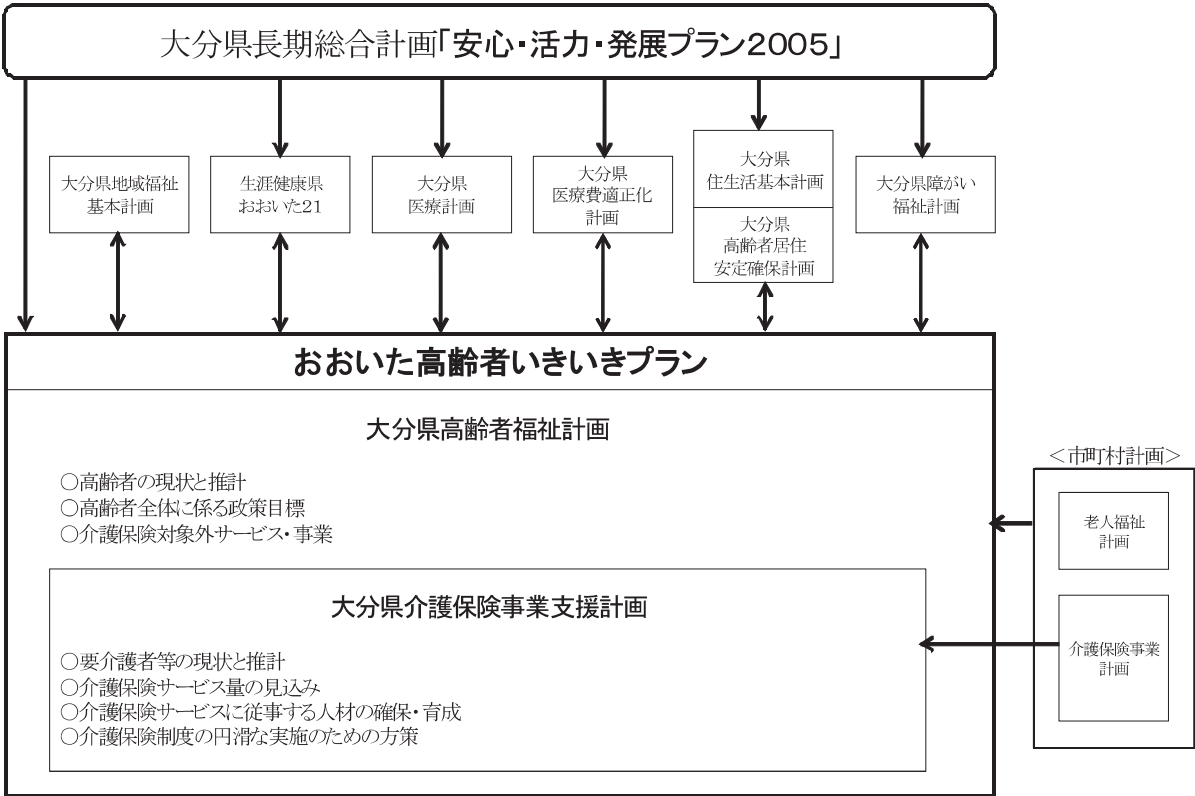 大分県長期総合計画「安心・活力・発展プラン2005」
大分県地域福祉
基本計画
生涯健康県
おおいた21
大分県
医療計画
大分県
医療費適正化
計画
大分県
住生活基本計画
大分県
高齢者居住
安定確保計画
大分県障がい
福祉計画
おおいた高齢者いきいきプラン
大分県高齢者福祉計画
○高齢者の現状と推計
○高齢者全体に係る政策目標
○介護保険対象外サービス・事業
大分県介護保険事業支援計画
○要介護者等の現状と推計
○介護保険サービス量の見込み
○介護保険サービスに従事する人材の確保・育成
○介護保険制度の円滑な実施のための方策
＜市町村計画＞
老人福祉
計画
介護保険事業
計画